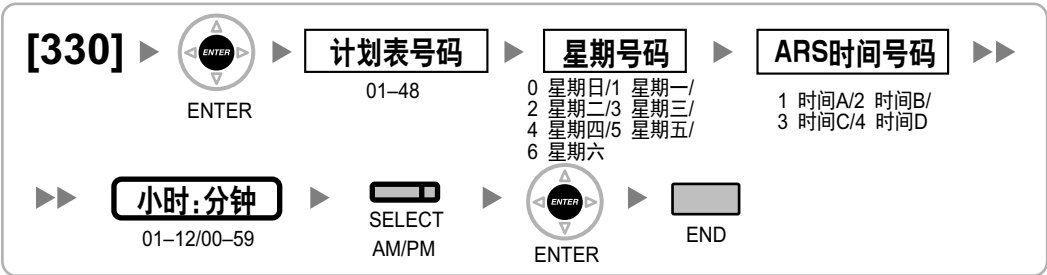 [330]
ENTER
ENTER
计划表号码
01–48
星期号码
0 星期日/1 星期一/
2 星期二/3 星期三/
4 星期四/5 星期五/
6 星期六
ARS时间号码
1 时间A/2 时间B/
3 时间C/4 时间D
小时:分钟
01–12/00–59
SELECT
AM/PM
ENTER
ENTER
END